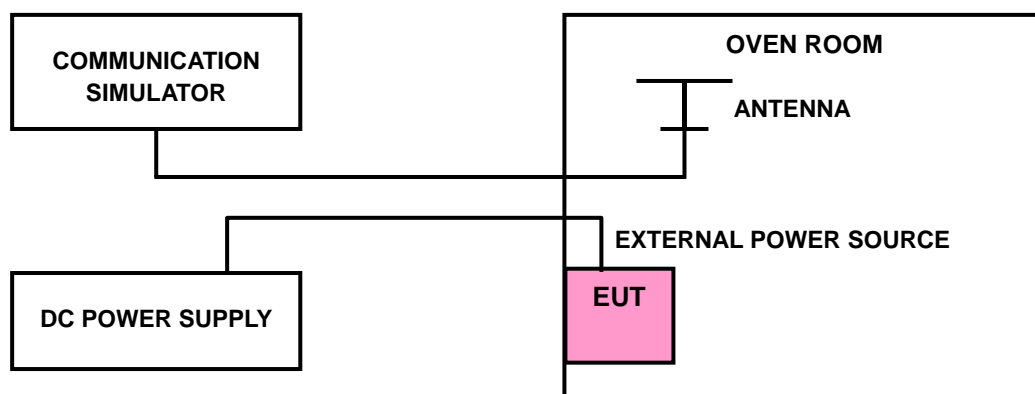 COMMUNICATION
SIMULATOR
OVEN ROOM
ANTENNA
EXTERNAL POWER SOURCE
EUT
DC POWER SUPPLY